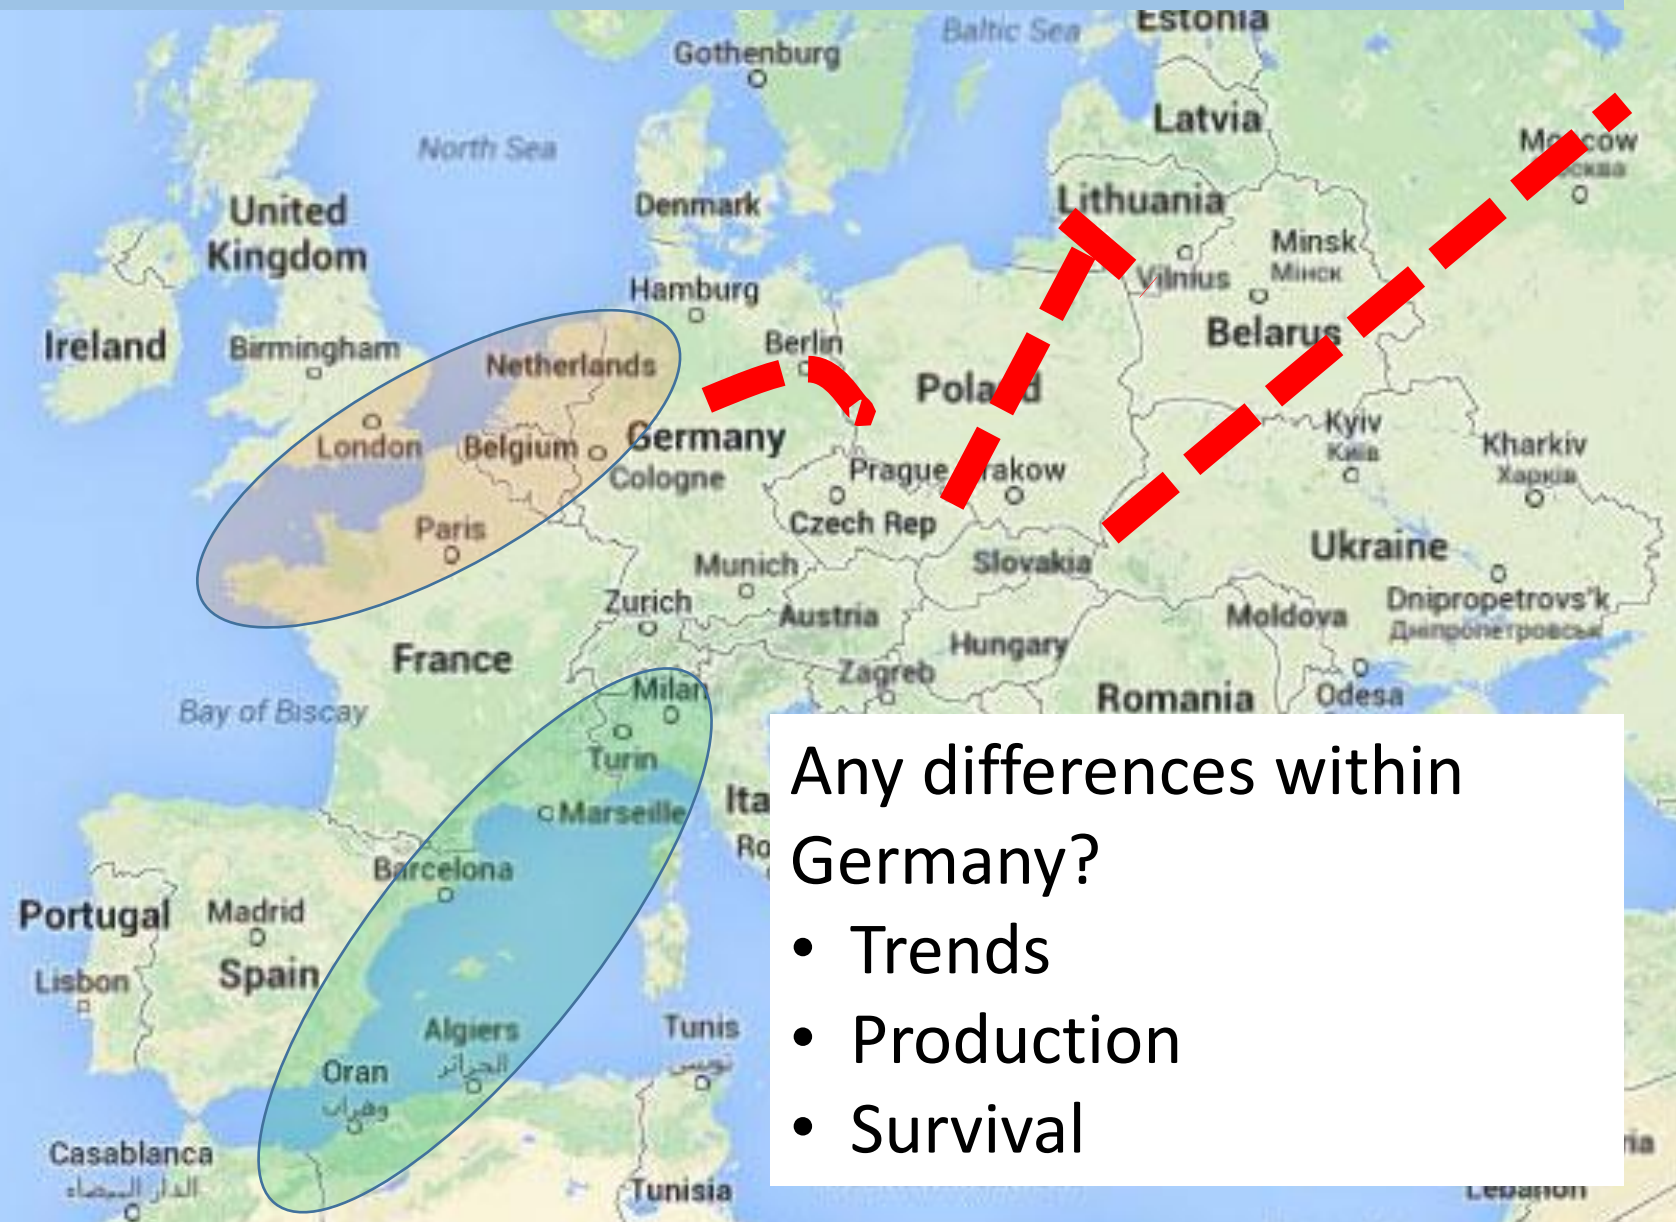 Baltic Sea
Estonia
Gothenburg
Latvia
North Sea
Lithuania
Denmark
United
Kingdom
Minsk
Мінск
Vilnius
Hamburg
Belarus
Ireland
Birmingham
Berlin
Netherlands
Poland
Kyiv
Київ
Kharkiv
Харків
London
Belgium
Germany
Cologne
Prague
Krakow
Czech Rep
Paris
Ukraine
Munich
Slovakia
Zurich
Austria
Moldova
Dnipropetrovs'k
Дніпропетровськ
France
Hungary
Zagreb
Milan
Romania
Odesa
Bay of Biscay
Turin
Marseille
Barcelona
Portugal
Madrid
Lisbon
Spain
Algiers
الجزائر
Tunis
تونس
Oran
وهران
Casablanca
الدار البيضاء
Tunisia
Lebanon
Any differences within
Germany?
• Trends
• Production
• Survival